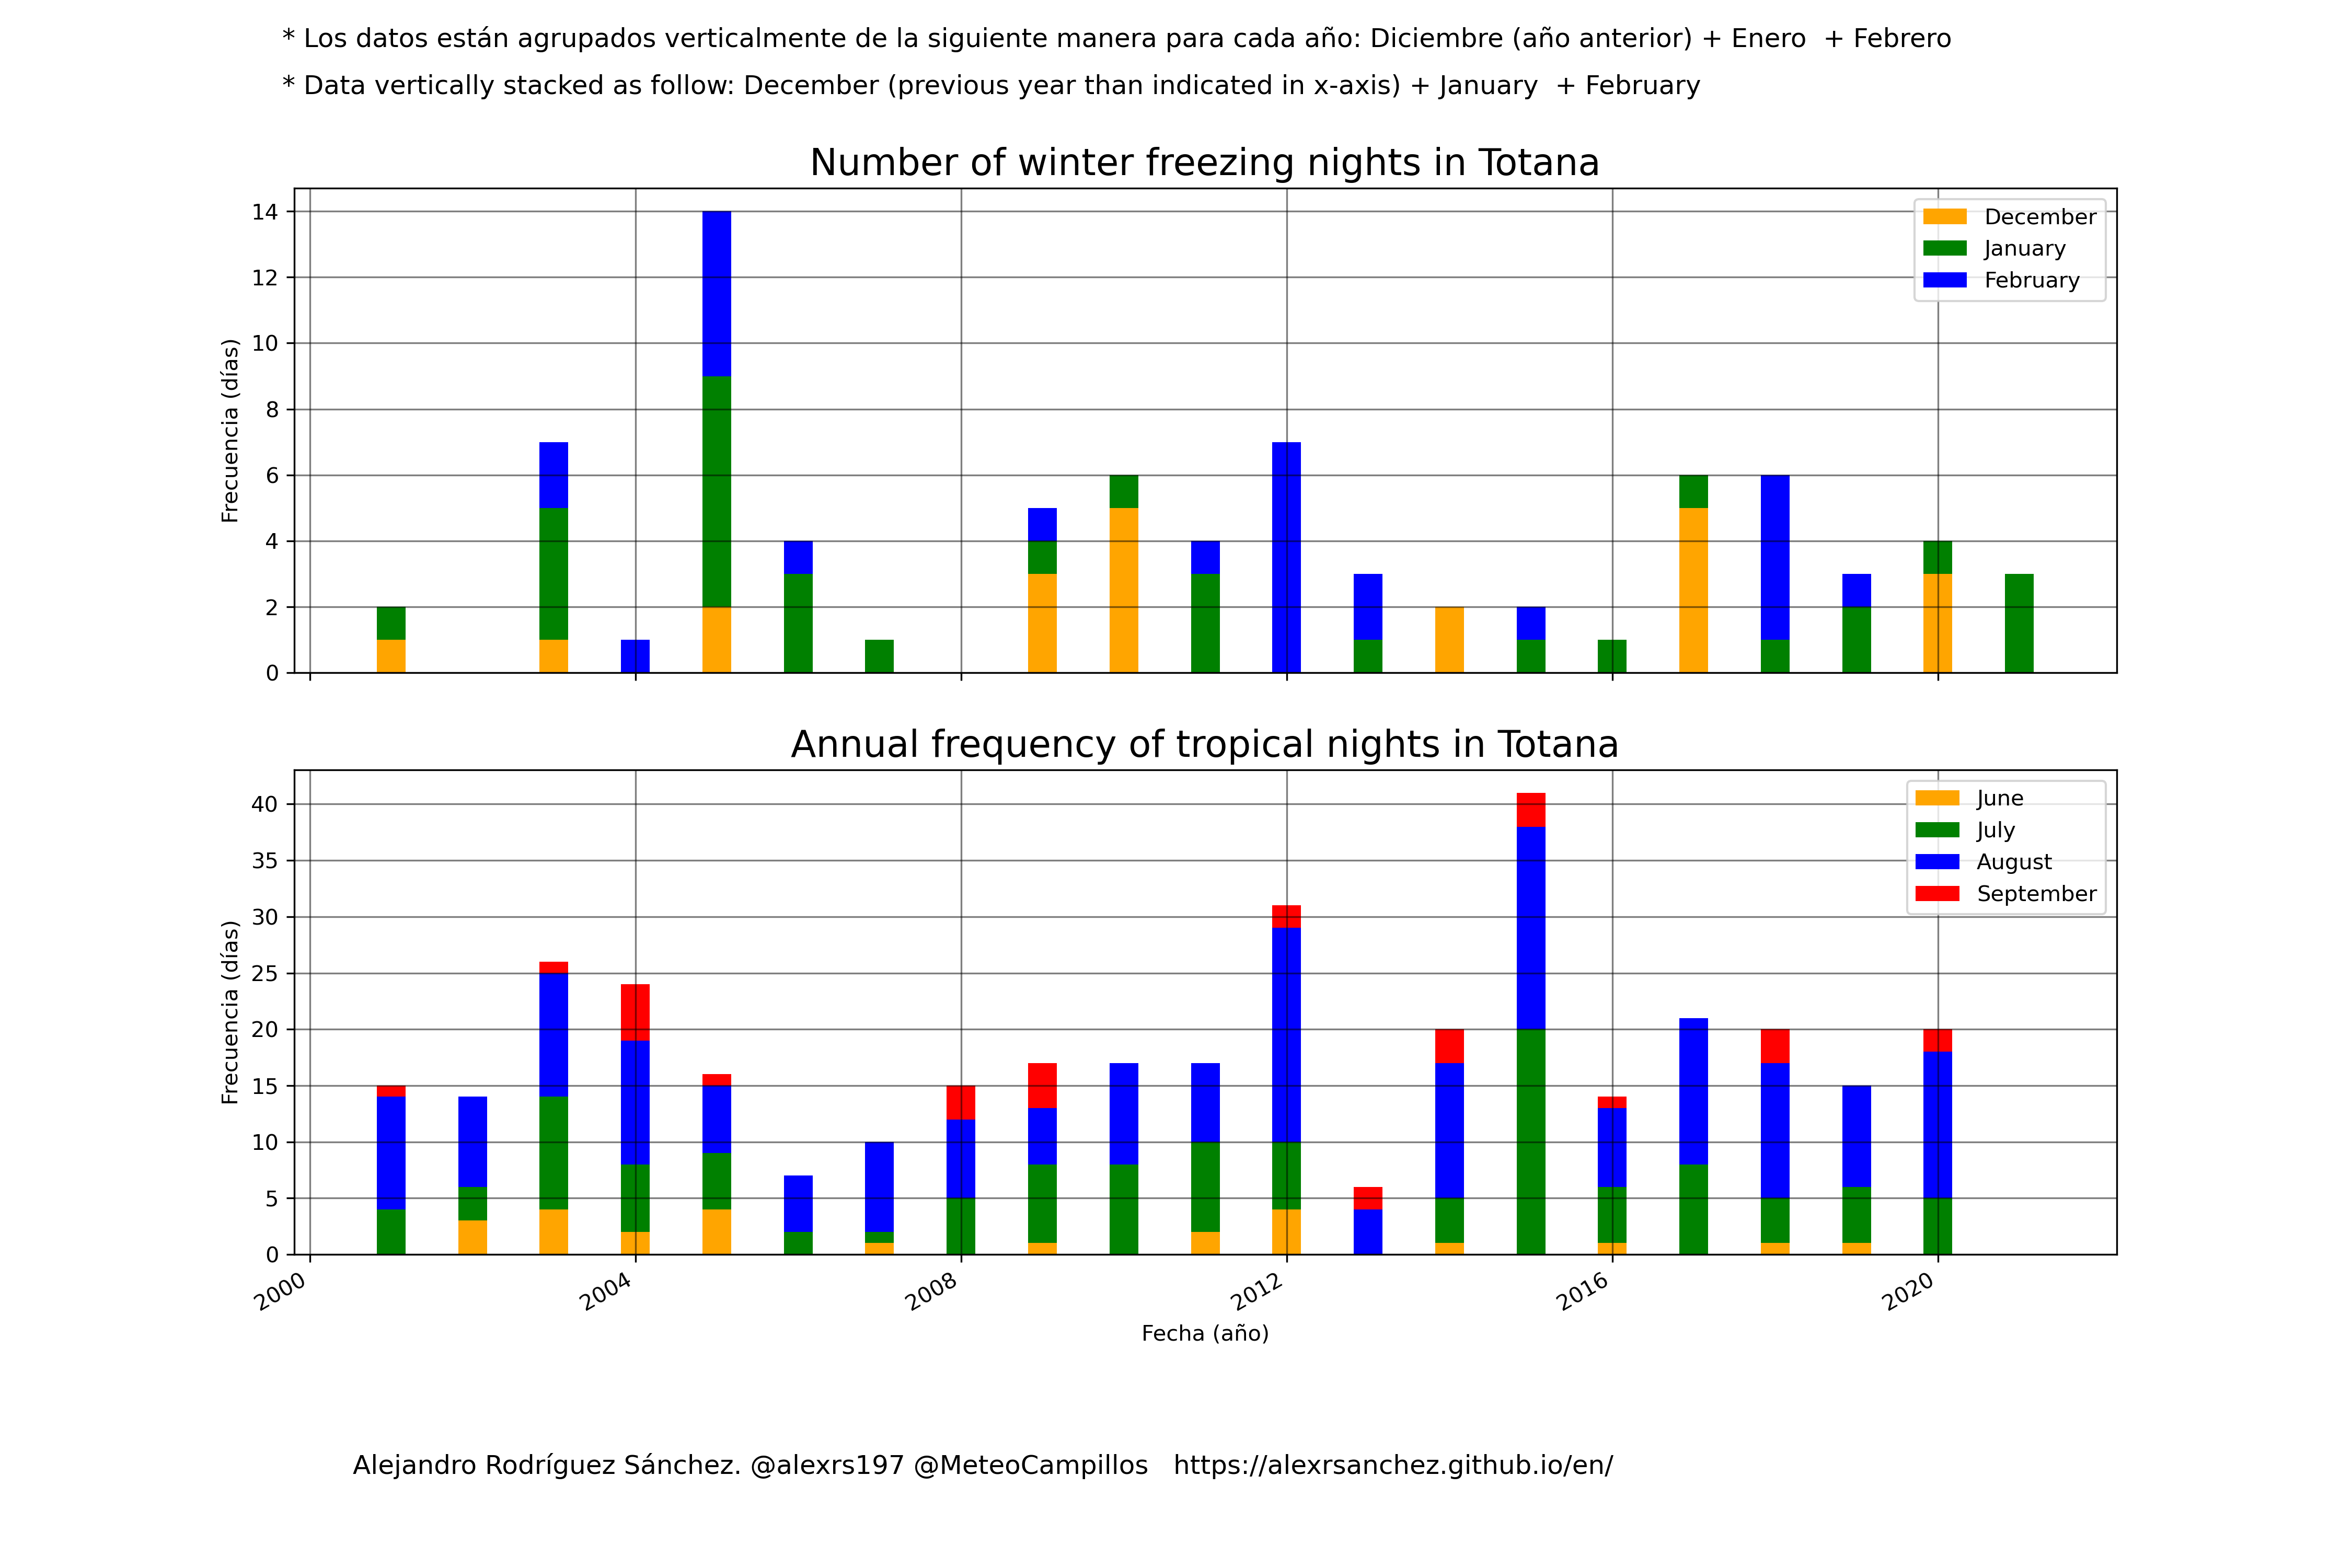 * Los datos están agrupados verticalmente de la siguiente manera para cada año: Diciembre (año anterior) + Enero  + Febrero
* Data vertically stacked as follow: December (previous year than indicated in x-axis) + January  + February
Number of winter freezing nights in Totana
14
12
10
8
6
4
2
0
Frecuencia (días)
December
January
February
Annual frequency of tropical nights in Totana
40
35
30
25
20
15
10
5
0
Frecuencia (días)
June
July
August
September
2000 2004 2008 2012 2016 2020
Fecha (año)
Alejandro Rodríguez Sánchez. @alexrs197 @MeteoCampillos   https://alexrsanchez.github.io/en/